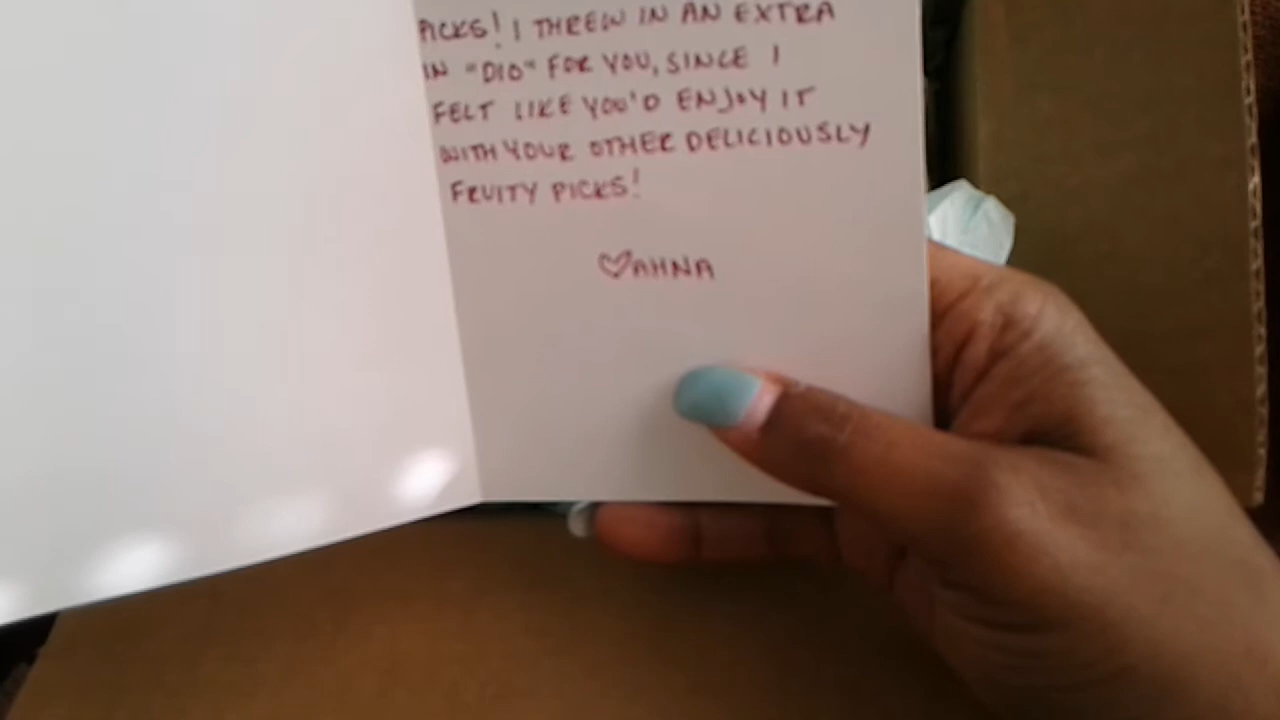 PICKS! I THREW IN AN EXTRA
IN "DIO" FOR YOU, SINCE I
FELT LIKE YOU'D ENJOY IT
WITH YOUR OTHER DELICIOUSLY
FRUITY PICKS!
♡AHNA